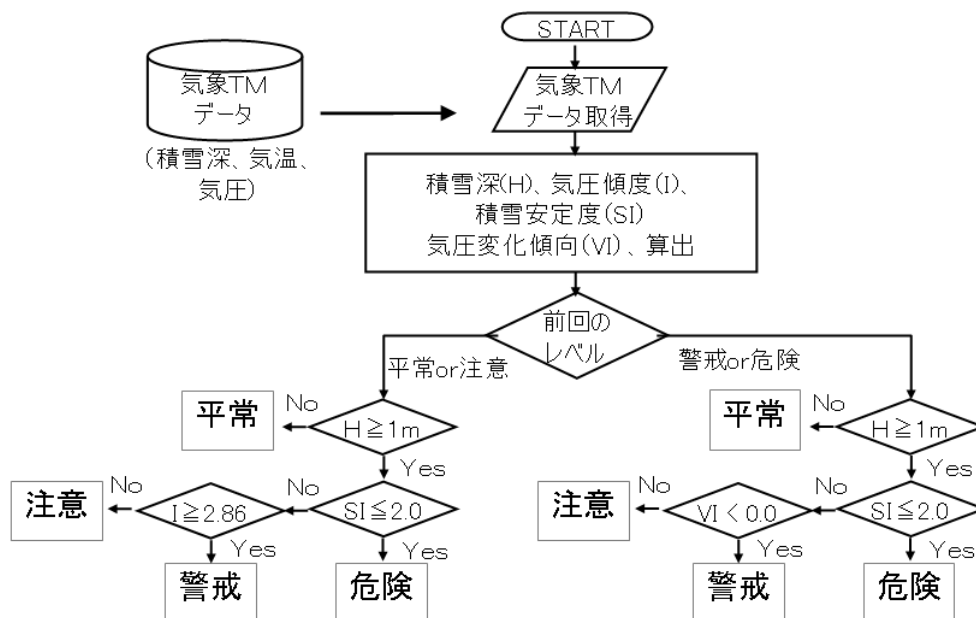 START
気象TM
データ
気象TM
データ取得
(積雪深、気温、
気圧)
積雪深(H)、気圧傾度(I)、
積雪安定度(SI)
気圧変化傾向(VI)、算出
前回の
レベル
平常or注意
警戒or危険
平常
No
H≧1m
平常
No
H≧1m
Yes
Yes
注意
No
I≧2.86
No
SI≦2.0
注意
No
VI<0.0
No
SI≦2.0
Yes
Yes
Yes
Yes
警戒
危険
警戒
危険